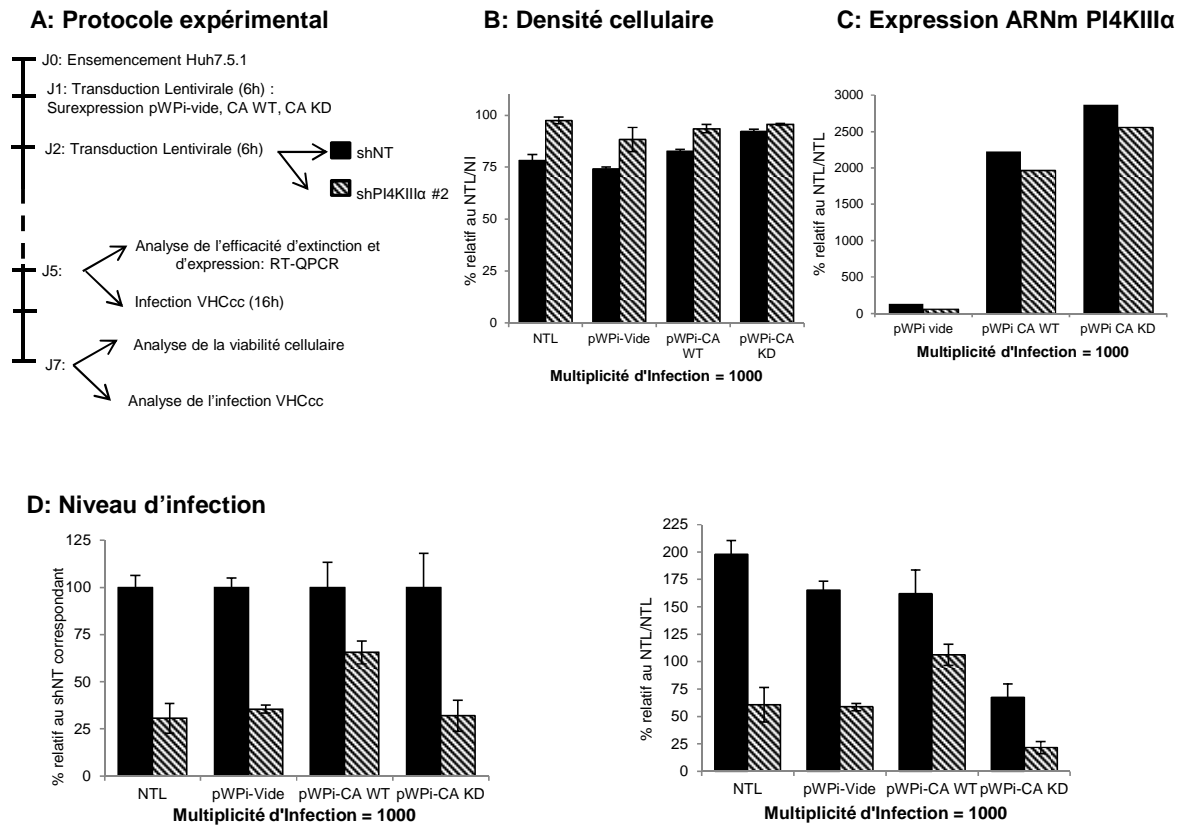 A: Protocole expérimental
J0: Ensemencement Huh7.5.1
J1: Transduction Lentivirale (6h) :
Surexpression pWPi-vide, CA WT, CA KD
J2: Transduction Lentivirale (6h)
shNT
shPI4KIIIα #2
J5:
Analyse de l'efficacité d'extinction et
d'expression: RT-QPCR
Infection VHCcc (16h)
J7:
Analyse de la viabilité cellulaire
Analyse de l'infection VHCcc
B: Densité cellulaire
% relatif au NTL/NI
100
75
50
25
0
NTL
pWPi-Vide
pWPi-CA WT
pWPi-CA KD
Multiplicité d'Infection = 1000
C: Expression ARNm PI4KIIIα
% relatif au NTL/NTL
3000
2500
2000
1500
1000
500
0
pWPi vide
pWPi CA WT
pWPi CA KD
Multiplicité d'Infection = 1000
D: Niveau d'infection
% relatif au shNT correspondant
125
100
75
50
25
0
NTL
pWPi-Vide
pWPi-CA WT
pWPi-CA KD
Multiplicité d'Infection = 1000
% relatif au NTL/NTL
225
200
175
150
125
100
75
50
25
0
NTL
pWPi-Vide
pWPi-CA WT
pWPi-CA KD
Multiplicité d'Infection = 1000